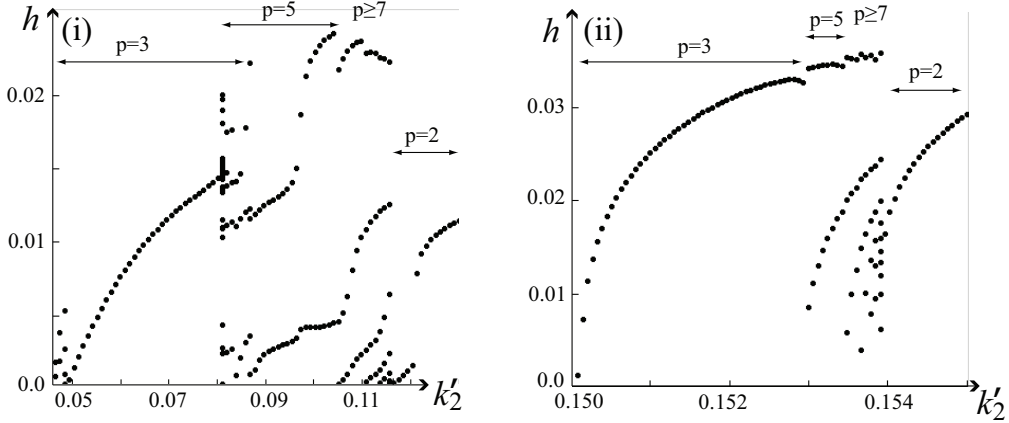 h (i) p=5 p≥7
p=3
0.02
p=2
0.01
0.0
0.05 0.07 0.09 0.11 k′₂
h (ii) p=5 p≥7
p=3
p=2
0.03
0.02
0.01
0.0
0.150 0.152 0.154 k′₂